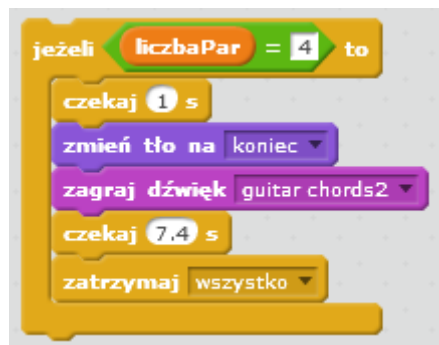 jeżeli liczbaPar = 4 to
czekaj 1 s
zmień tło na koniec
zagraj dźwięk guitar chords2
czekaj 7.4 s
zatrzymaj wszystko